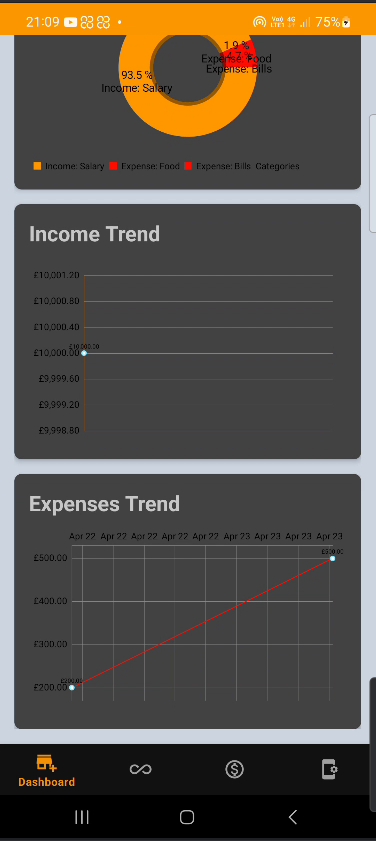 21:09 Vo) 4G LTE1 75%
1.9 %
Expense: Food
4.7 %
Expense: Bills
93.5 %
Income: Salary
Income: Salary Expense: Food Expense: Bills Categories
Income Trend
£10,001.20
£10,000.80
£10,000.40
£10,000.00
£10,000.00
£9,999.60
£9,999.20
£9,998.80
Expenses Trend
Apr 22 Apr 22 Apr 22 Apr 22 Apr 22 Apr 23 Apr 23 Apr 23 Apr 23
£500.00
£500.00
£400.00
£300.00
£200.00
£200.00
Dashboard